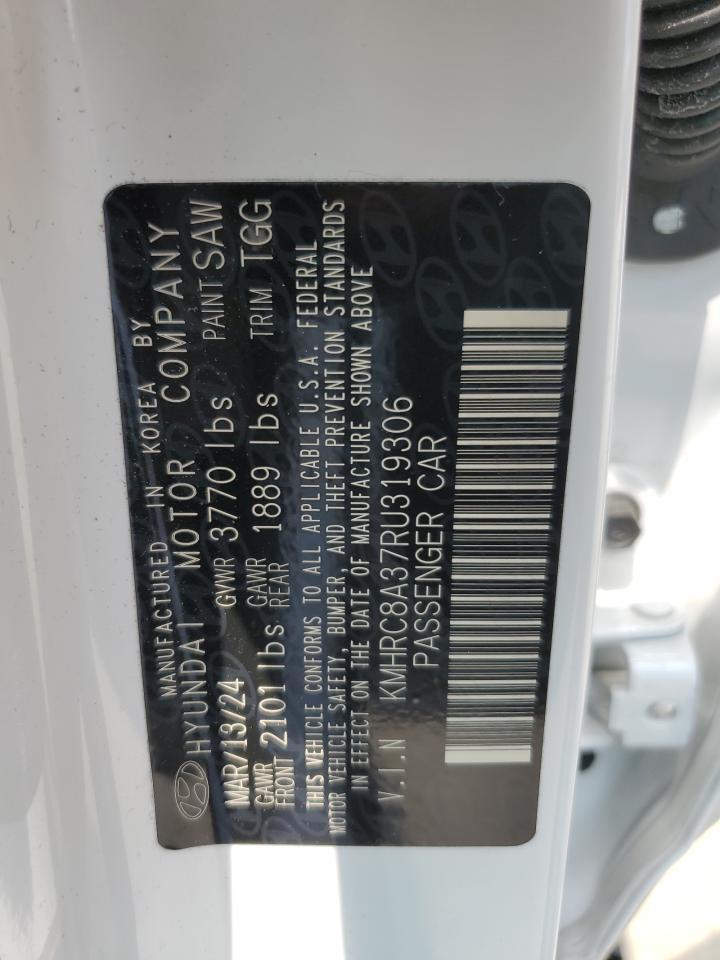 MANUFACTURED IN KOREA BY
HYUNDAI MOTOR COMPANY
MAR/13/24 GVWR 3770 lbs PAINT SAW
GAWR FRONT 2101 lbs GAWR REAR 1889 lbs TRIM TGG
THIS VEHICLE CONFORMS TO ALL APPLICABLE U.S.A. FEDERAL
MOTOR VEHICLE SAFETY, BUMPER, AND THEFT PREVENTION STANDARDS
IN EFFECT ON THE DATE OF MANUFACTURE SHOWN ABOVE
V.I.N KMHRC8A37RU319306
PASSENGER CAR